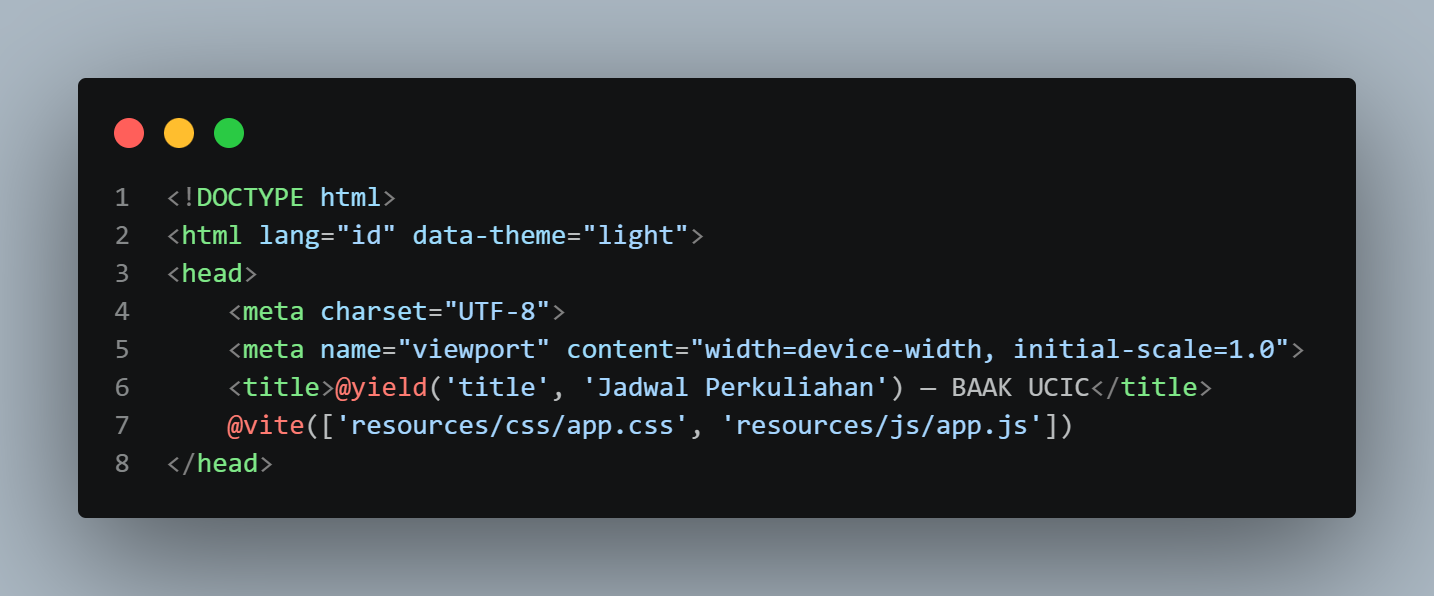 1 <!DOCTYPE html>
2 <html lang="id" data-theme="light">
3 <head>
4     <meta charset="UTF-8">
5     <meta name="viewport" content="width=device-width, initial-scale=1.0">
6     <title>@yield('title', 'Jadwal Perkuliahan') — BAAK UCIC</title>
7     @vite(['resources/css/app.css', 'resources/js/app.js'])
8 </head>